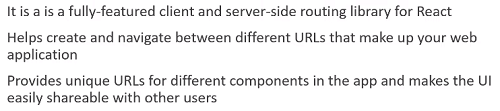 It is a is a fully-featured client and server-side routing library for React
Helps create and navigate between different URLs that make up your web
application
Provides unique URLs for different components in the app and makes the UI
easily shareable with other users